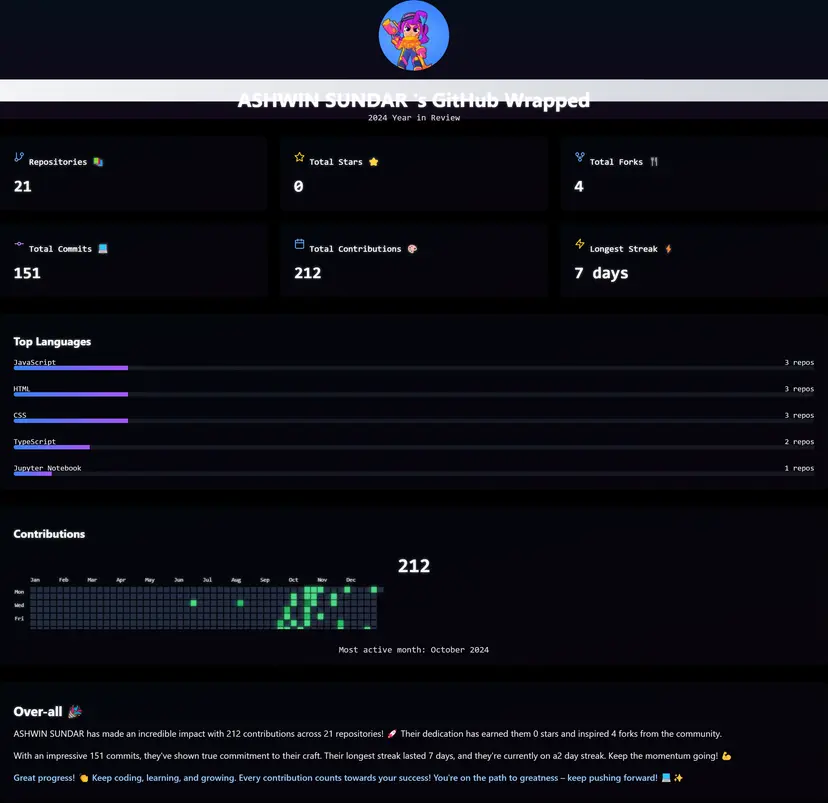 ASHWIN SUNDAR 's GitHub Wrapped
2024 Year in Review
Repositories
21
Total Stars ⭐
0
Total Forks 🍴
4
Total Commits 💻
151
Total Contributions 🎨
212
Longest Streak ⚡
7 days
Top Languages
JavaScript 3 repos
HTML 3 repos
CSS 3 repos
TypeScript 2 repos
Jupyter Notebook 1 repos
Contributions
212
Jan Feb Mar Apr May Jun Jul Aug Sep Oct Nov Dec
Mon
Wed
Fri
Most active month: October 2024
Over-all 🎉
ASHWIN SUNDAR has made an incredible impact with 212 contributions across 21 repositories! 🚀 Their dedication has earned them 0 stars and inspired 4 forks from the community.
With an impressive 151 commits, they've shown true commitment to their craft. Their longest streak lasted 7 days, and they're currently on a2 day streak. Keep the momentum going! 💪
Great progress! 👏 Keep coding, learning, and growing. Every contribution counts towards your success! You're on the path to greatness – keep pushing forward! 💻 ✨